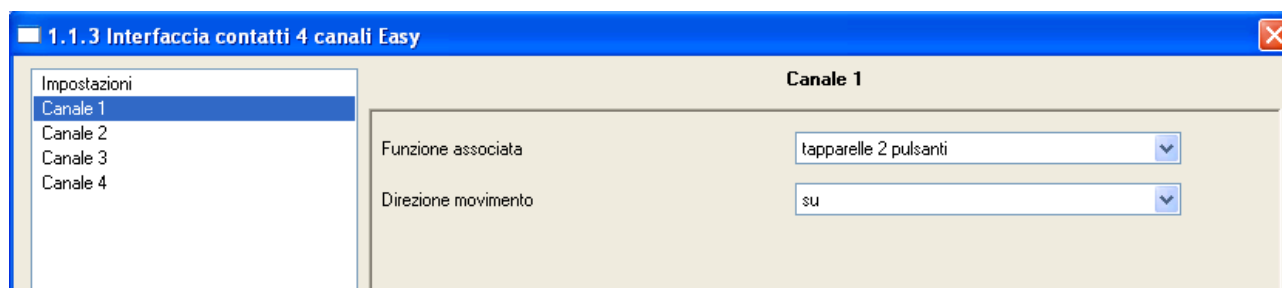 1.1.3 Interfaccia contatti 4 canali Easy
Impostazioni
Canale 1
Canale 2
Canale 3
Canale 4
Canale 1
Funzione associata tapparelle 2 pulsanti
Direzione movimento su